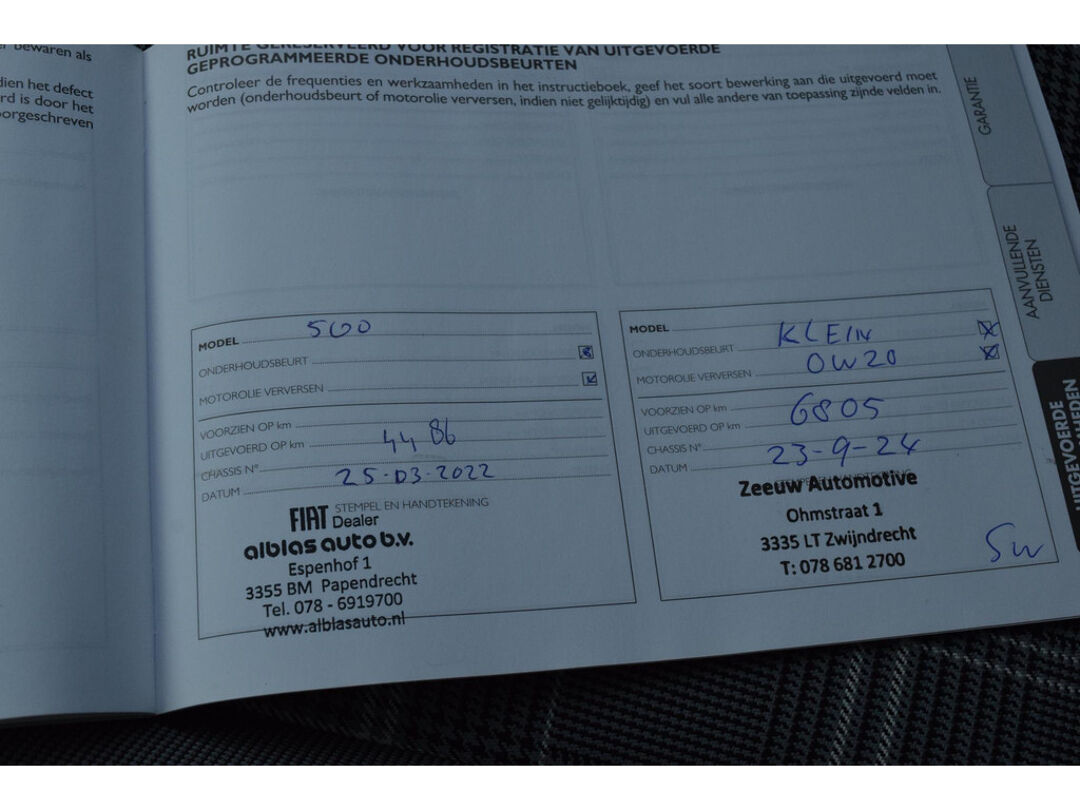 er bewaren als
dien het defect
rd is door het
oorgeschreven
RUIMTE GERESERVEERD VOOR REGISTRATIE VAN UITGEVOERDE
GEPROGRAMMEERDE ONDERHOUDSBEURTEN
Controleer de frequenties en werkzaamheden in het instructieboek, geef het soort bewerking aan die uitgevoerd moet
worden (onderhoudsbeurt of motorolie verversen, indien niet gelijktijdig) en vul alle andere van toepassing zijnde velden in.
MODEL 500
ONDERHOUDSBEURT
MOTOROLIE VERVERSEN
VOORZIEN OP km
UITGEVOERD OP km 4486
CHASSIS N°
DATUM 25-03-2022
STEMPEL EN HANDTEKENING
FIAT Dealer
alblas auto b.v.
Espenhof 1
3355 BM Papendrecht
Tel. 078 - 6919700
www.alblasauto.nl
MODEL
ONDERHOUDSBEURT KLEIN
MOTOROLIE VERVERSEN 0W20
VOORZIEN OP km
UITGEVOERD OP km 6805
CHASSIS N°
DATUM 23-9-24
Zeeuw Automotive
Ohmstraat 1
3335 LT Zwijndrecht
T: 078 681 2700
SW
GARANTIE
AANVULLENDE
DIENSTEN
UITGEVOERDE